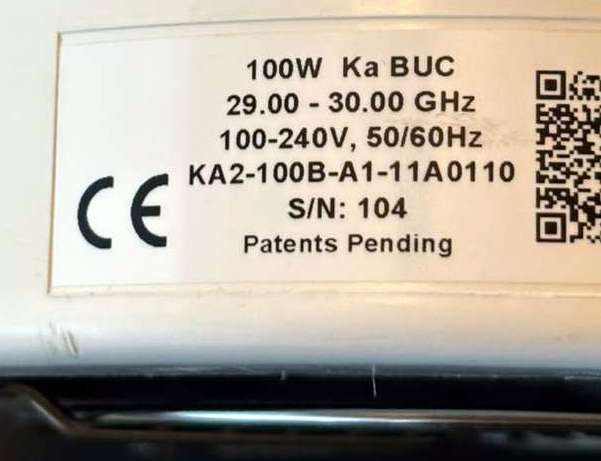 100W Ka BUC
29.00 - 30.00 GHz
100-240V, 50/60Hz
KA2-100B-A1-11A0110
CE
S/N: 104
Patents Pending